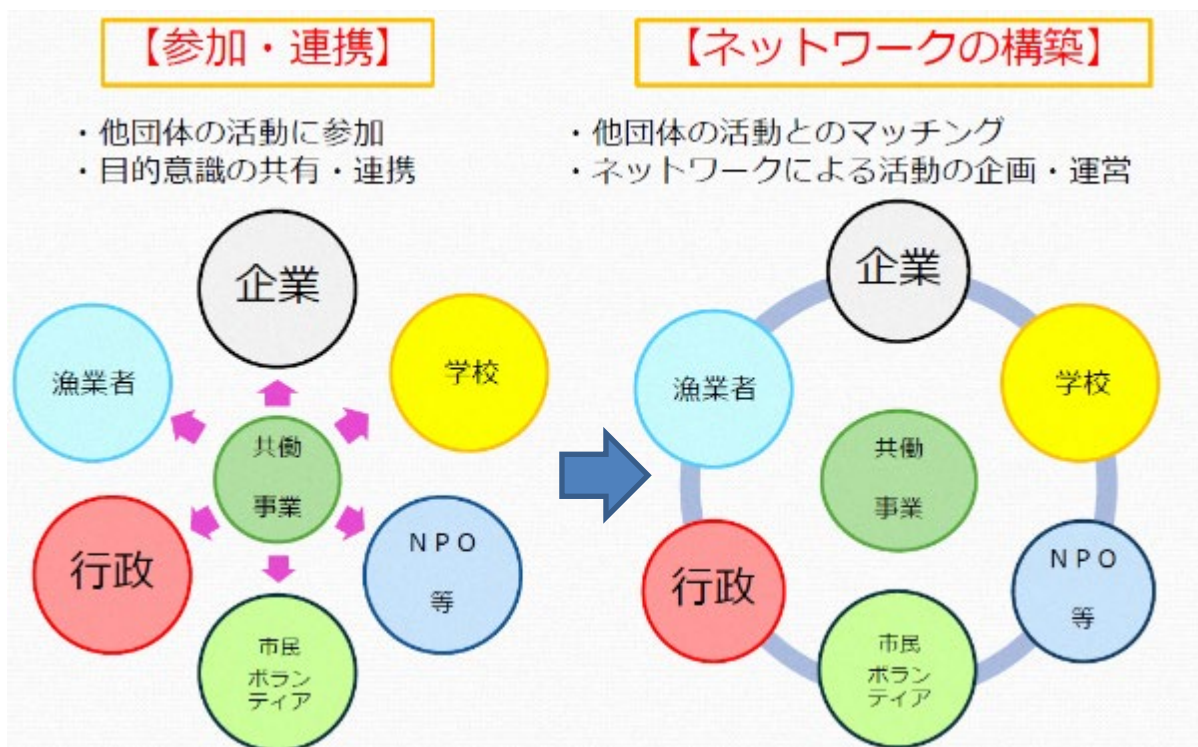 【参加・連携】
・他団体の活動に参加
・目的意識の共有・連携
企業
漁業者
学校
共働
事業
行政
ＮＰＯ
等
市民
ボラン
ティア
【ネットワークの構築】
・他団体の活動とのマッチング
・ネットワークによる活動の企画・運営
企業
漁業者
学校
共働
事業
行政
ＮＰＯ
等
市民
ボラン
ティア